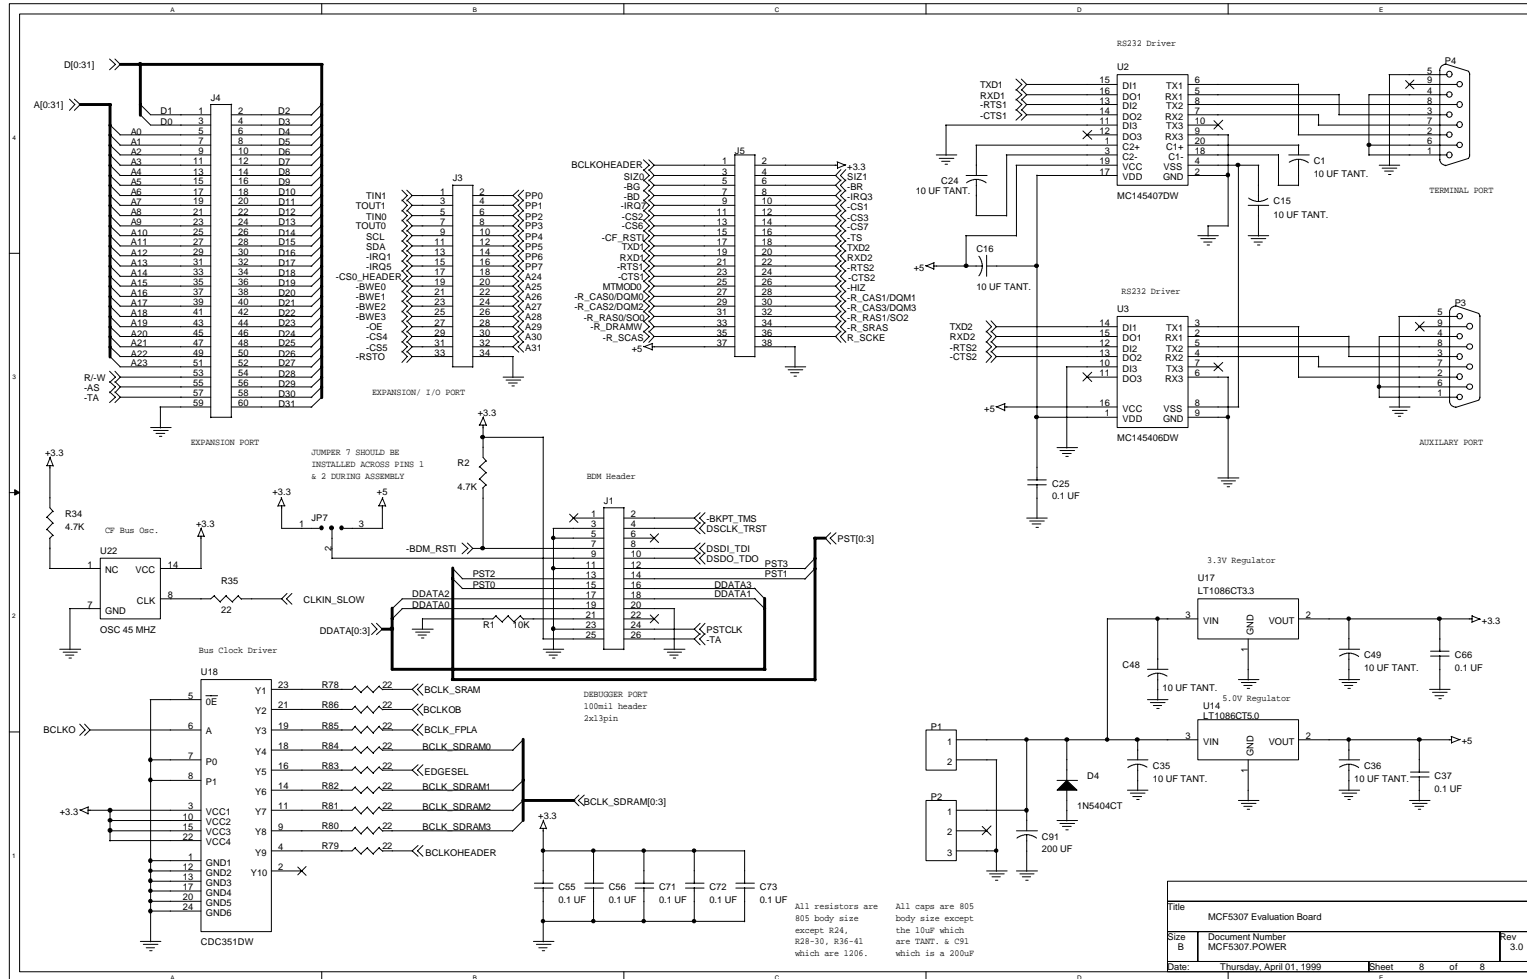 A B C D E
4
3
2
1
D[0:31]
A[0:31]
J4
D1 1 2 D2
D0 3 4 D3
A0 5 6 D4
A1 7 8 D5
A2 9 10 D6
A3 11 12 D7
A4 13 14 D8
A5 15 16 D9
A6 17 18 D10
A7 19 20 D11
A8 21 22 D12
A9 23 24 D13
A10 25 26 D14
A11 27 28 D15
A12 29 30 D16
A13 31 32 D17
A14 33 34 D18
A15 35 36 D19
A16 37 38 D20
A17 39 40 D21
A18 41 42 D22
A19 43 44 D23
A20 45 46 D24
A21 47 48 D25
A22 49 50 D26
A23 51 52 D27
R/-W 53 54 D28
-AS 55 56 D29
-TA 57 58 D30
59 60 D31
EXPANSION PORT
J3
TIN1 1 2 PP0
TOUT1 3 4 PP1
TIN0 5 6 PP2
TOUT0 7 8 PP3
SCL 9 10 PP4
SDA 11 12 PP5
-IRQ1 13 14 PP6
-IRQ5 15 16 PP7
-CS0_HEADER 17 18 A24
-BWE0 19 20 A25
-BWE1 21 22 A26
-BWE2 23 24 A27
-BWE3 25 26 A28
-OE 27 28 A29
-CS4 29 30 A30
-CS5 31 32 A31
-RSTO 33 34
EXPANSION/ I/O PORT
J5
BCLKOHEADER 1 2 +3.3
SIZ0 3 4 SIZ1
-BG 5 6 -BR
-BD 7 8 -IRQ3
-IRQ7 9 10 -CS1
-CS2 11 12 -CS3
-CS6 13 14 -CS7
-CF_RSTI 15 16 -TS
TXD1 17 18 TXD2
RXD1 19 20 RXD2
-RTS1 21 22 -RTS2
-CTS1 23 24 -CTS2
MTMOD0 25 26 -HIZ
-R_CAS0/DQM0 27 28 -R_CAS1/DQM1
-R_CAS2/DQM2 29 30 -R_CAS3/DQM3
-R_RAS0/SO0 31 32 -R_RAS1/SO2
-R_DRAMW 33 34 -R_SRAS
-R_SCAS 35 36 R_SCKE
+5 37 38
RS232 Driver
U2
TXD1 15 DI1 TX1 6
RXD1 16 DO1 RX1 5
-RTS1 13 DI2 TX2 8
-CTS1 14 DO2 RX2 7
11 DI3 TX3 10
12 DO3 RX3 9
1 C2+ C1+ 20
3 C2- C1- 18
19 VCC VSS 4
17 VDD GND 2
MC145407DW
C24
10 UF TANT.
C1
10 UF TANT.
C15
10 UF TANT.
C16
10 UF TANT.
+5
P4
5
9
4
8
3
7
2
6
1
TERMINAL PORT
RS232 Driver
U3
TXD2 14 DI1 TX1 3
RXD2 15 DO1 RX1 2
-RTS2 12 DI2 TX2 5
-CTS2 13 DO2 RX2 4
10 DI3 TX3 7
11 DO3 RX3 6
+5 16 VCC VSS 8
1 VDD GND 9
MC145406DW
C25
0.1 UF
P3
5
9
4
8
3
7
2
6
1
AUXILARY PORT
+3.3
R34
4.7K
CF Bus Osc.
+3.3
U22
1 NC VCC 14
CLK 8
7 GND
OSC 45 MHZ
R35
22
CLKIN_SLOW
JUMPER 7 SHOULD BE
INSTALLED ACROSS PINS 1
& 2 DURING ASSEMBLY
+3.3 +5
JP7
1 3
2
+3.3
R2
4.7K
BDM Header
J1
1 2 -BKPT_TMS
3 4 DSCLK_TRST
5 6
-BDM_RSTI 7 8 DSDI_TDI
9 10 DSDO_TDO
11 12 PST3
PST2 13 14 PST1
PST0 15 16 DDATA3
DDATA2 17 18 DDATA1
DDATA0 19 20
21 22
23 24 PSTCLK
25 26 -TA
R1 10K
PST[0:3]
DDATA[0:3]
DEBUGGER PORT
100mil header
2x13pin
Bus Clock Driver
U18
5 0E Y1 23 R78 22 BCLK_SRAM
Y2 21 R86 22 BCLKOB
BCLKO 6 A Y3 19 R85 22 BCLK_FPLA
Y4 18 R84 22 BCLK_SDRAM0
7 P0 Y5 16 R83 22 EDGESEL
8 P1 Y6 14 R82 22 BCLK_SDRAM1
+3.3 3 VCC1 Y7 11 R81 22 BCLK_SDRAM2
10 VCC2
15 VCC3 Y8 9 R80 22 BCLK_SDRAM3
22 VCC4
Y9 4 R79 22 BCLKOHEADER
1 GND1
12 GND2 Y10 2
13 GND3
17 GND4
20 GND5
24 GND6
CDC351DW
BCLK_SDRAM[0:3]
+3.3
C55 C56 C71 C72 C73
0.1 UF 0.1 UF 0.1 UF 0.1 UF 0.1 UF
3.3V Regulator
U17
LT1086CT3.3
3 VIN GND VOUT 2 +3.3
1
C48
10 UF TANT.
C49
10 UF TANT.
C66
0.1 UF
5.0V Regulator
U14
LT1086CT5.0
3 VIN GND VOUT 2 +5
1
P1
1
2
P2
1
2
3
C91
200 UF
D4
1N5404CT
C35
10 UF TANT.
C36
10 UF TANT.
C37
0.1 UF
All resistors are
805 body size
except R24,
R28-30, R36-41
which are 1206.
All caps are 805
body size except
the 10uF which
are TANT. & C91
which is a 200uF
Title
MCF5307 Evaluation Board
Size Document Number Rev
B MCF5307.POWER 3.0
Date: Thursday, April 01, 1999 Sheet 8 of 8
A B C D